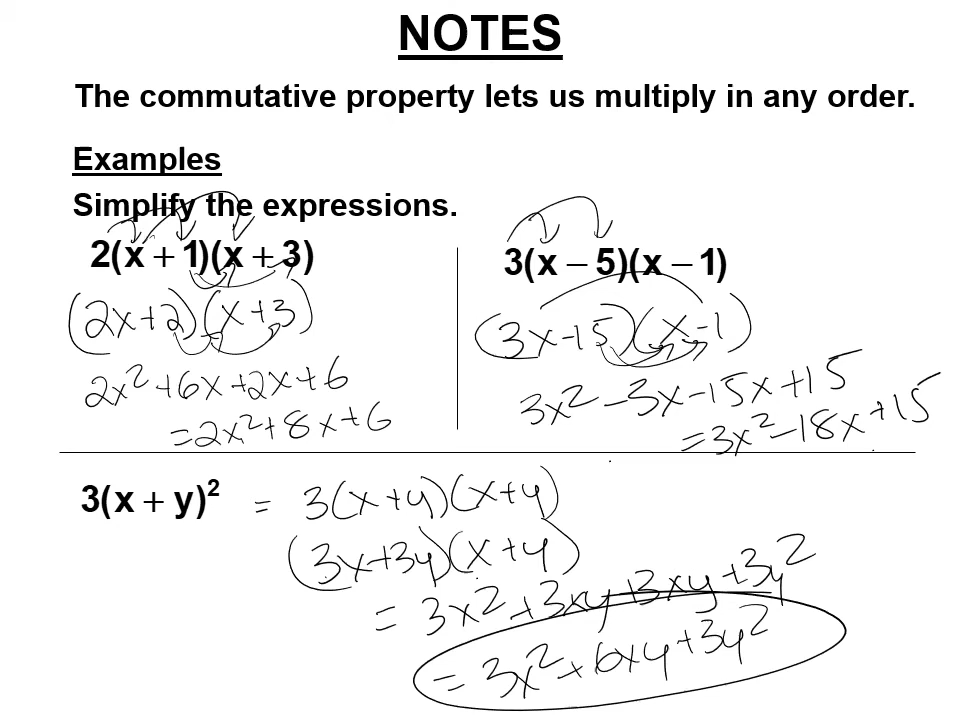 NOTES
The commutative property lets us multiply in any order.
Examples
Simplify the expressions.
2(x + 1)(x + 3)
(2x+2)(x+3)
2x²+6x+2x+6
=2x²+8x+6
3(x − 5)(x − 1)
(3x-15)(x-1)
3x²-3x-15x+15
=3x²-18x+15
3(x + y)² = 3(x+y)(x+y)
(3x+3y)(x+y)
= 3x²+3xy+3xy+3y²
= 3x²+6xy+3y²